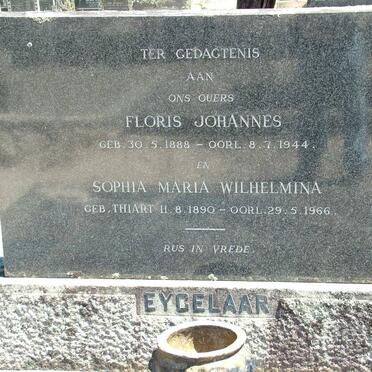 TER GEDAGTENIS
AAN
ONS OUERS
FLORIS JOHANNES
GEB. 30.5.1888 – OORL. 8.7.1944.
EN
SOPHIA MARIA WILHELMINA
GEB. THIART 11.8.1890 – OORL. 29.5.1966.
RUS IN VREDE.
EYGELAAR